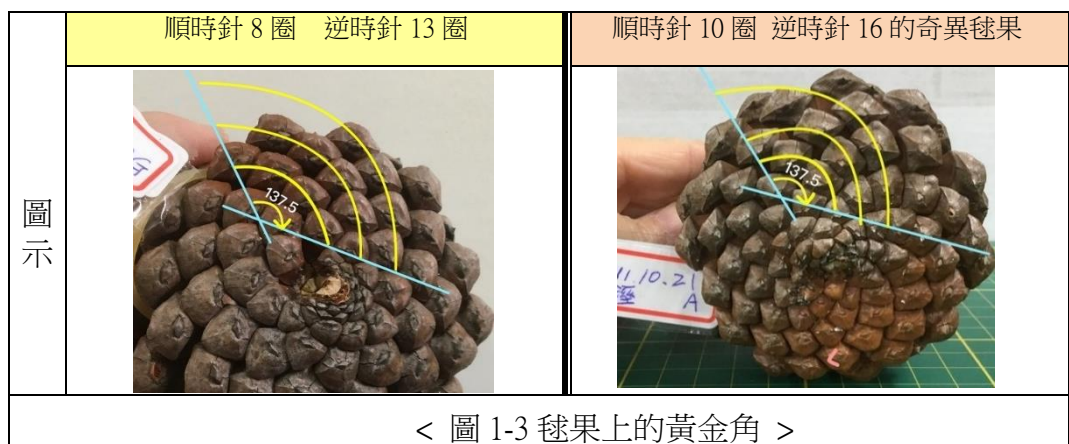 順時針 8 圈 逆時針 13 圈
順時針 10 圈 逆時針 16 的奇異毬果
圖示
137.5
137.5
11.10.21
A
< 圖 1-3 毬果上的黃金角 >